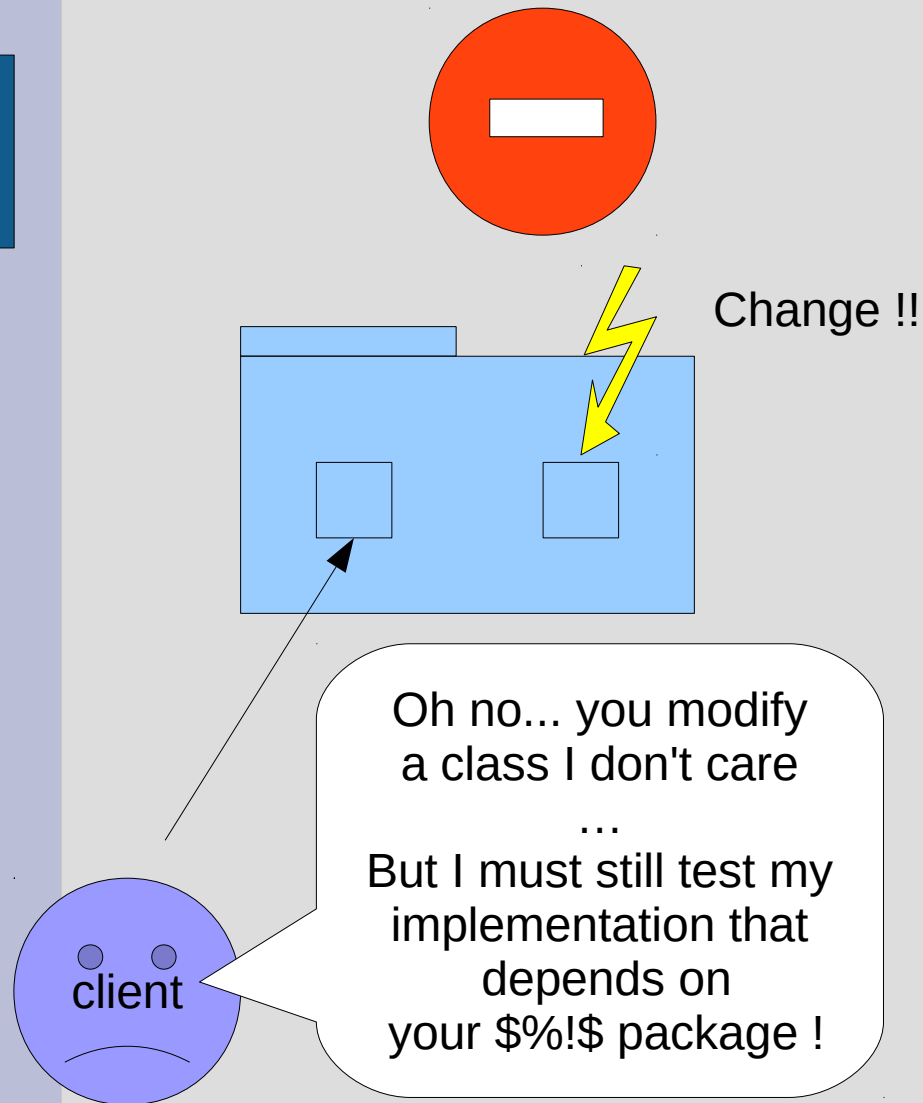 Change !!
Oh no... you modify
a class I don't care
...
But I must still test my
implementation that
depends on
your $%!$ package !
client